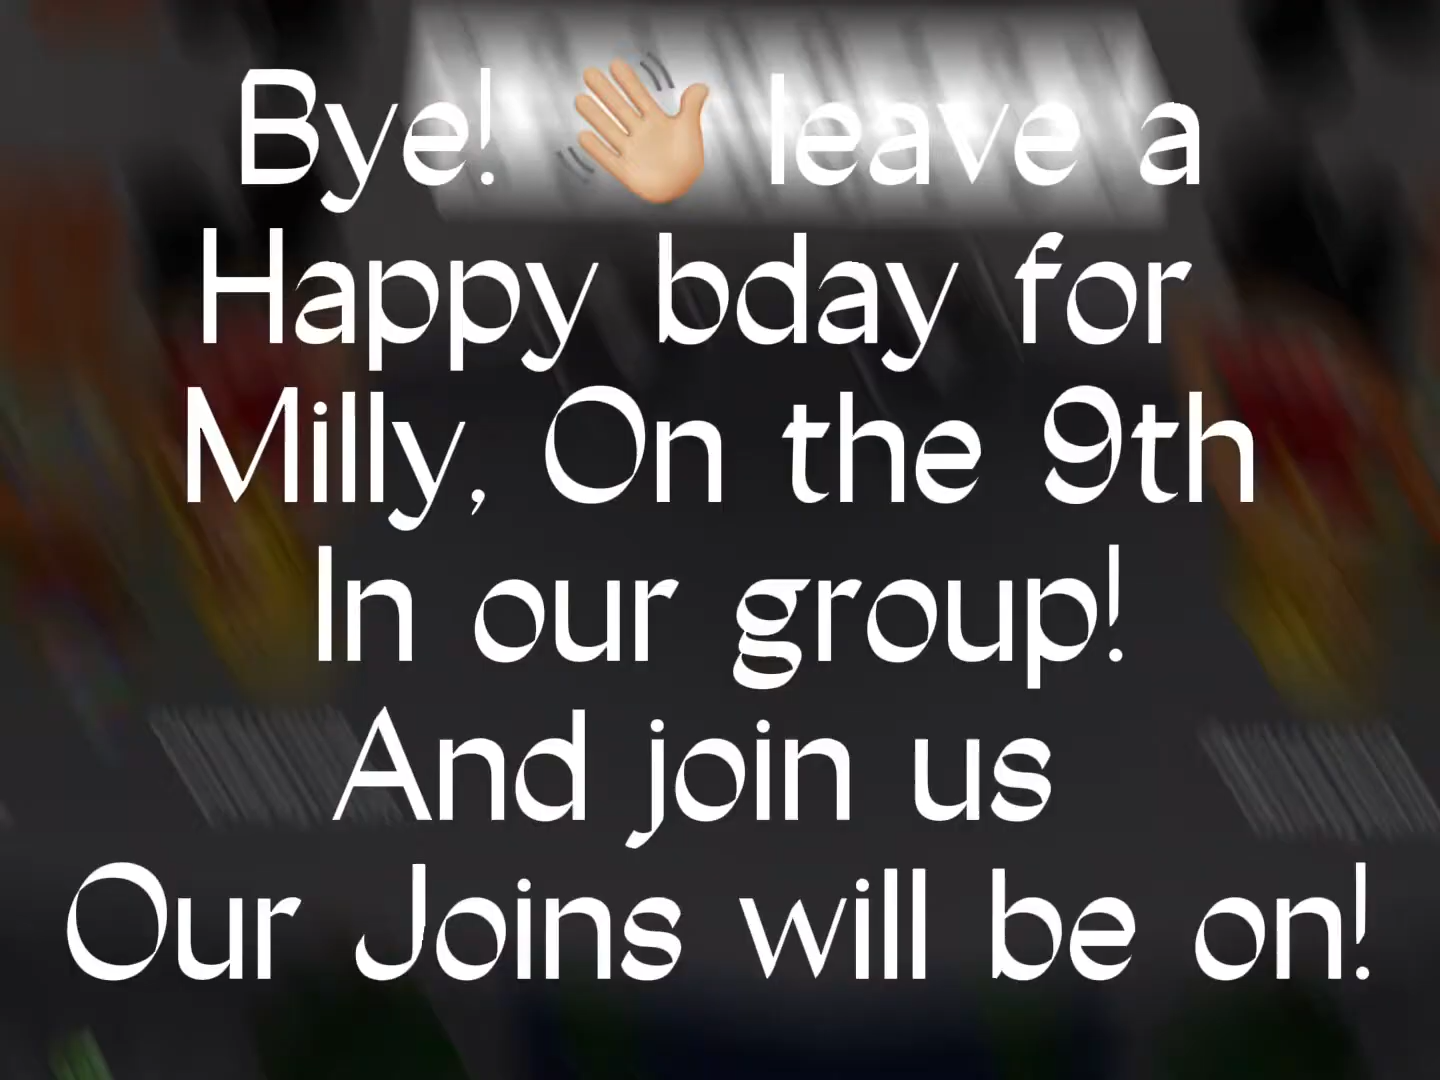 Bye! 👋🏼 leave a
Happy bday for
Milly, On the 9th
In our group!
And join us
Our Joins will be on!